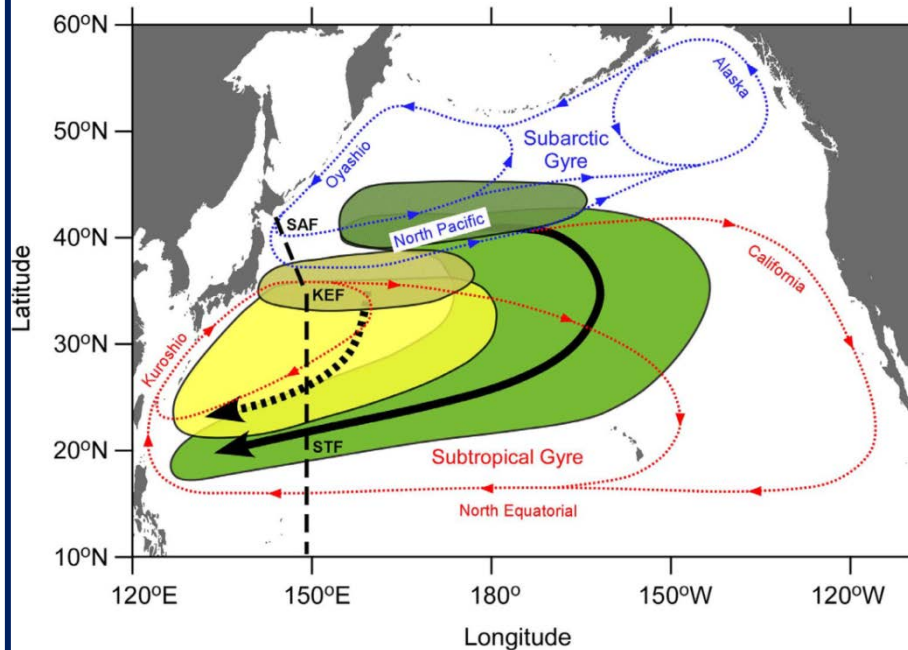 60°N
50°N
40°N
30°N
20°N
10°N
Latitude
Alaska
Subarctic
Gyre
Oyashio
SAF
North Pacific
California
KEF
Kuroshio
STF
Subtropical Gyre
North Equatorial
120°E
150°E
180°
150°W
120°W
Longitude